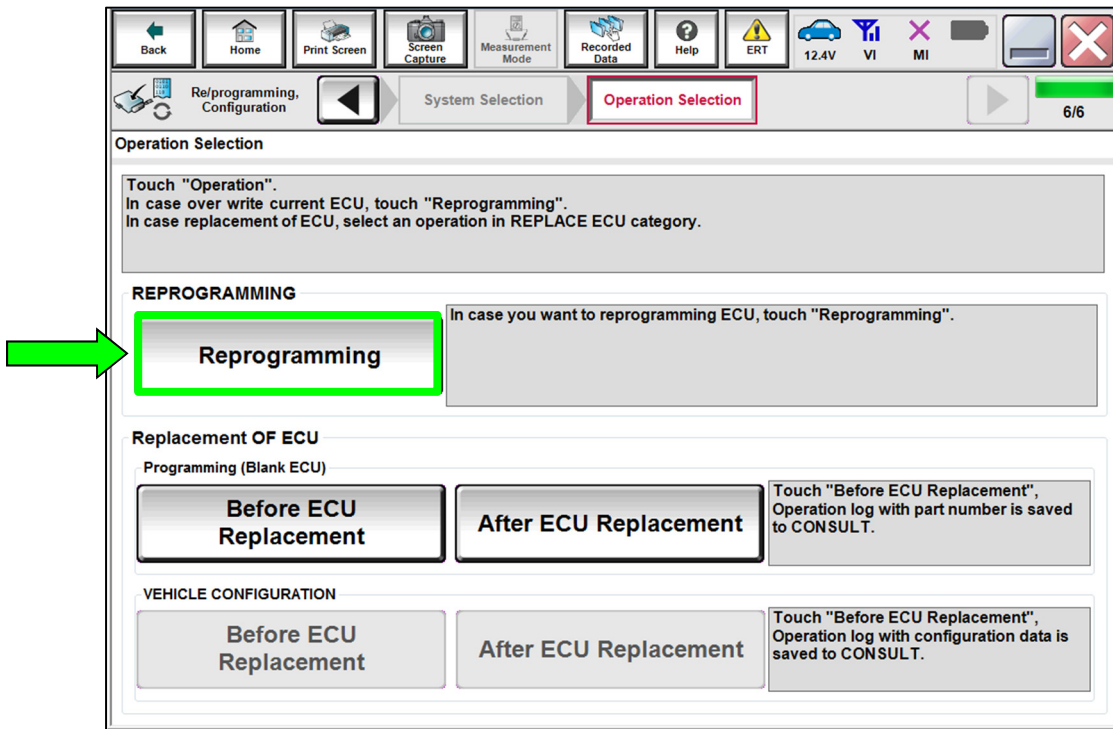 Back
Home
Print Screen
Screen
Capture
Measurement
Mode
Recorded
Data
Help
ERT
12.4V
VI
MI
Re/programming,
Configuration
System Selection
Operation Selection
6/6
Operation Selection
Touch "Operation".
In case over write current ECU, touch "Reprogramming".
In case replacement of ECU, select an operation in REPLACE ECU category.
REPROGRAMMING
Reprogramming
In case you want to reprogramming ECU, touch "Reprogramming".
Replacement OF ECU
Programming (Blank ECU)
Before ECU
Replacement
After ECU Replacement
Touch "Before ECU Replacement",
Operation log with part number is saved
to CONSULT.
VEHICLE CONFIGURATION
Before ECU
Replacement
After ECU Replacement
Touch "Before ECU Replacement",
Operation log with configuration data is
saved to CONSULT.